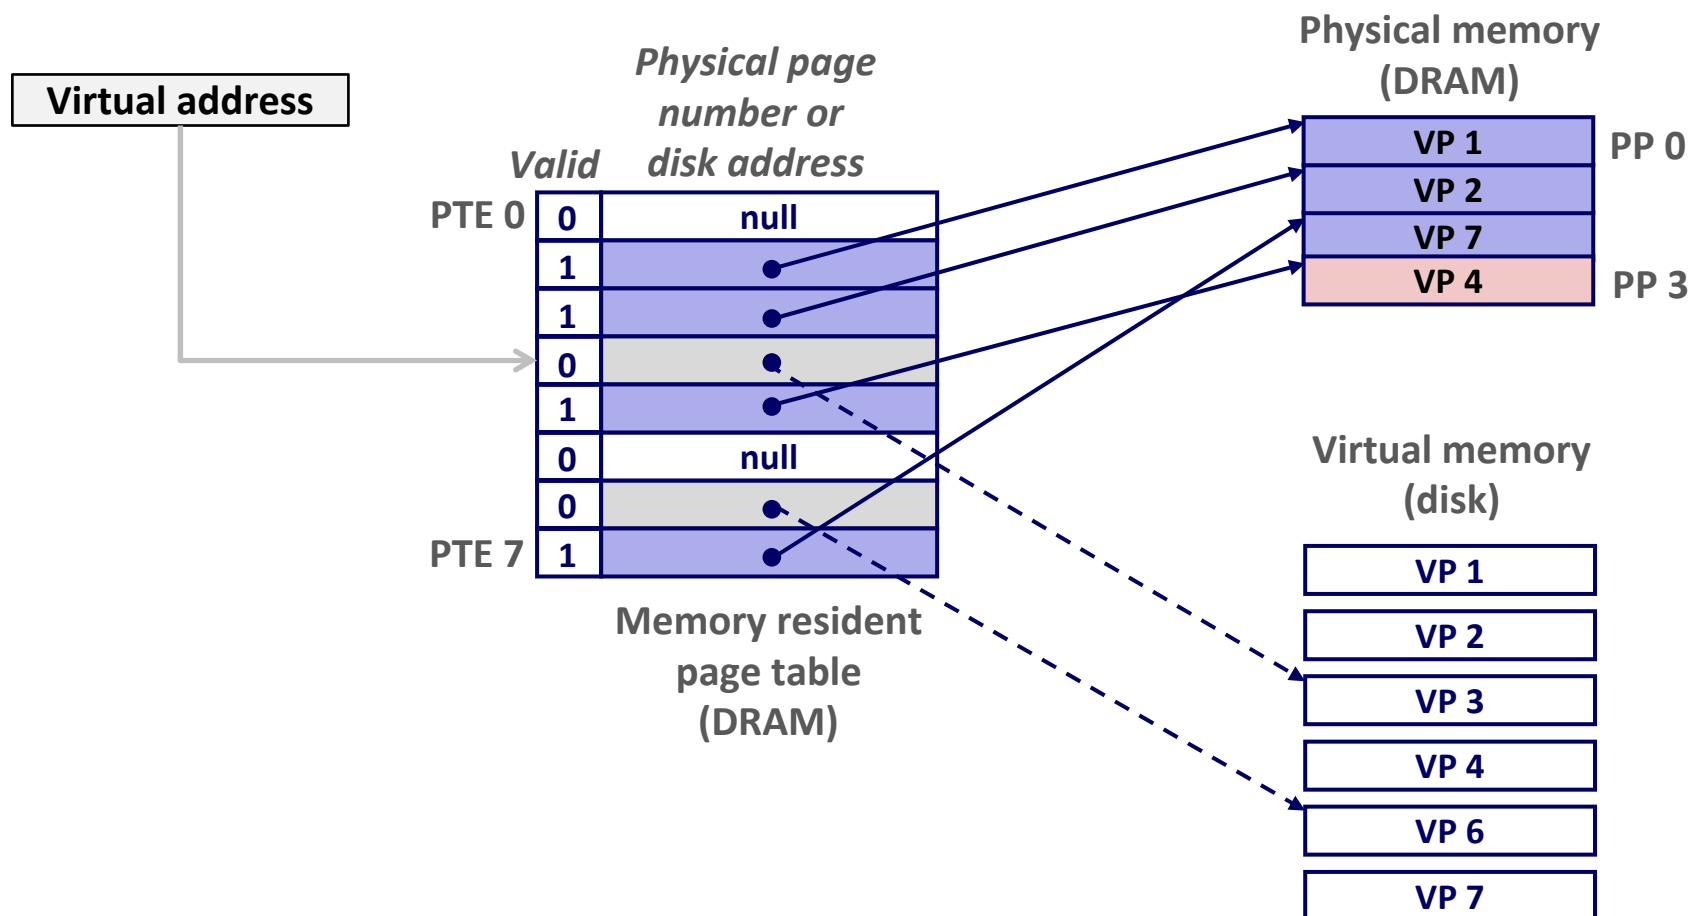 Virtual address
Physical page
number or
disk address
Valid
PTE 0
0
null
1
1
0
1
0
null
0
PTE 7
1
Memory resident
page table
(DRAM)
Physical memory
(DRAM)
VP 1
PP 0
VP 2
VP 7
VP 4
PP 3
Virtual memory
(disk)
VP 1
VP 2
VP 3
VP 4
VP 6
VP 7